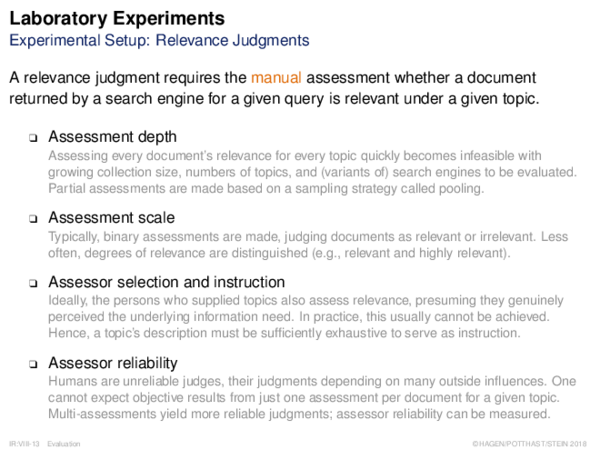 Laboratory Experiments
Experimental Setup: Relevance Judgments
A relevance judgment requires the manual assessment whether a document
returned by a search engine for a given query is relevant under a given topic.
❑ Assessment depth
Assessing every document's relevance for every topic quickly becomes infeasible with
growing collection size, numbers of topics, and (variants of) search engines to be evaluated.
Partial assessments are made based on a sampling strategy called pooling.
❑ Assessment scale
Typically, binary assessments are made, judging documents as relevant or irrelevant. Less
often, degrees of relevance are distinguished (e.g., relevant and highly relevant).
❑ Assessor selection and instruction
Ideally, the persons who supplied topics also assess relevance, presuming they genuinely
perceived the underlying information need. In practice, this usually cannot be achieved.
Hence, a topic's description must be sufficiently exhaustive to serve as instruction.
❑ Assessor reliability
Humans are unreliable judges, their judgments depending on many outside influences. One
cannot expect objective results from just one assessment per document for a given topic.
Multi-assessments yield more reliable judgments; assessor reliability can be measured.
IR:VIII-13 Evaluation ©HAGEN/POTTHAST/STEIN 2018